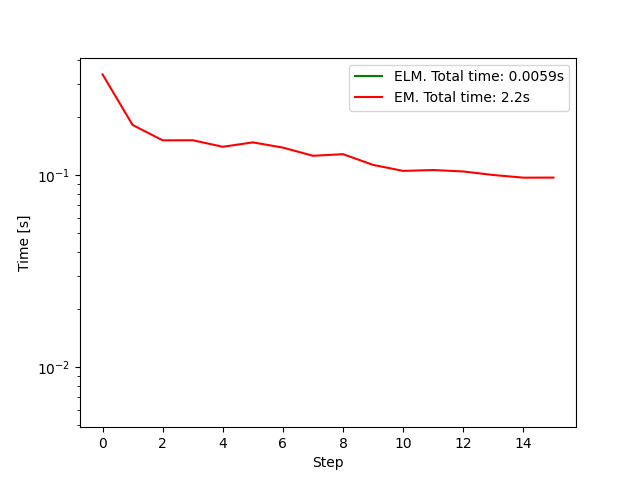 ELM. Total time: 0.0059s
EM. Total time: 2.2s
Time [s]
10⁻¹
10⁻²
0 2 4 6 8 10 12 14
Step